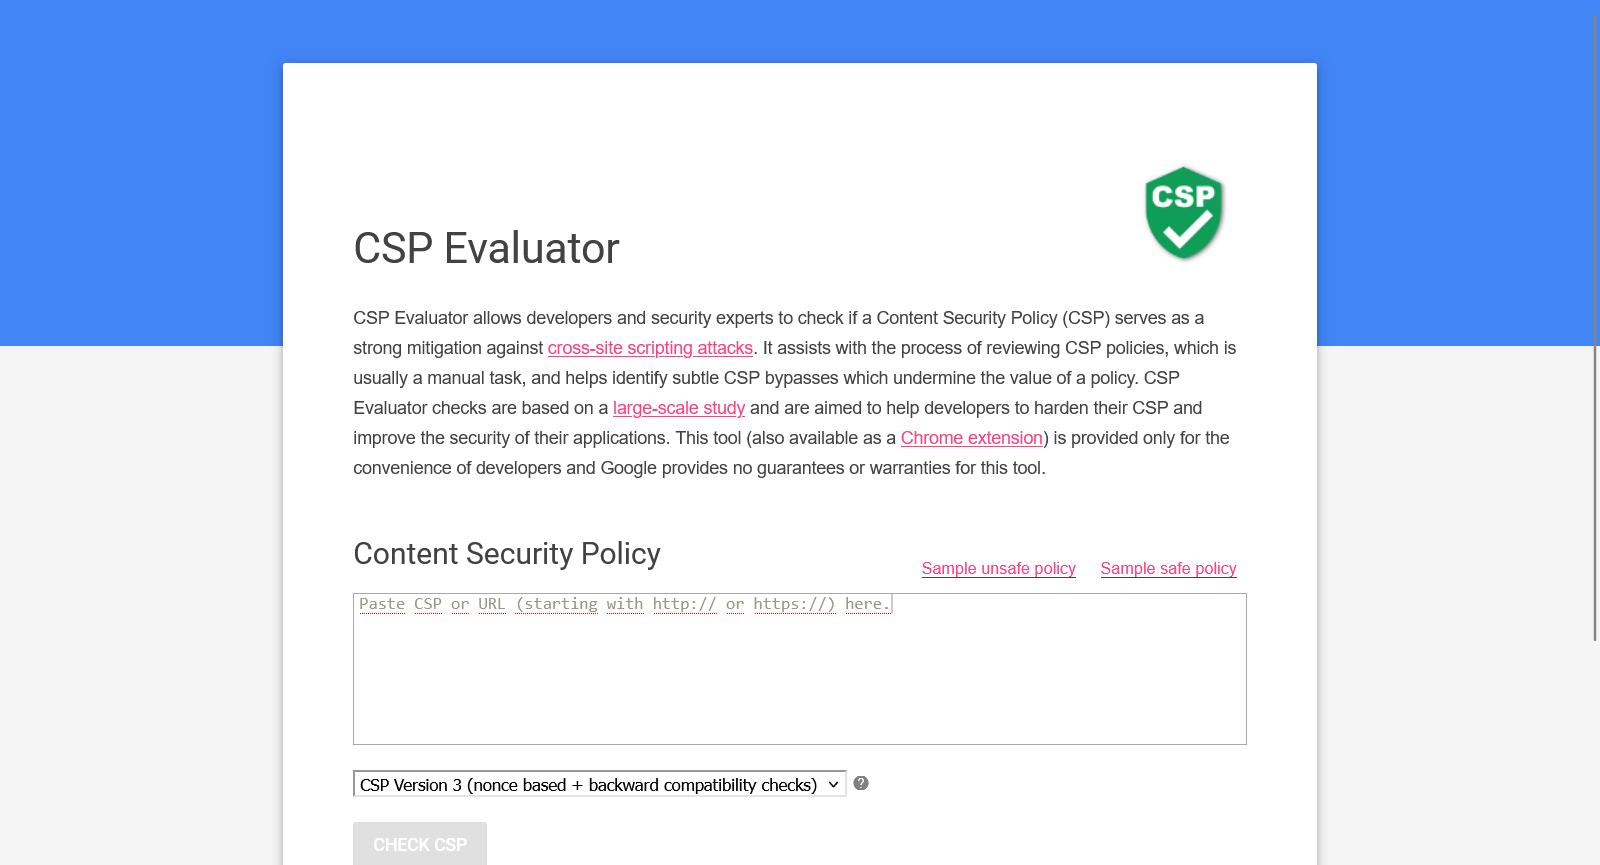 CSP
CSP Evaluator
CSP Evaluator allows developers and security experts to check if a Content Security Policy (CSP) serves as a
strong mitigation against cross-site scripting attacks. It assists with the process of reviewing CSP policies, which is
usually a manual task, and helps identify subtle CSP bypasses which undermine the value of a policy. CSP
Evaluator checks are based on a large-scale study and are aimed to help developers to harden their CSP and
improve the security of their applications. This tool (also available as a Chrome extension) is provided only for the
convenience of developers and Google provides no guarantees or warranties for this tool.
Content Security Policy
Sample unsafe policy Sample safe policy
Paste CSP or URL (starting with http:// or https://) here.
CSP Version 3 (nonce based + backward compatibility checks) ?
CHECK CSP